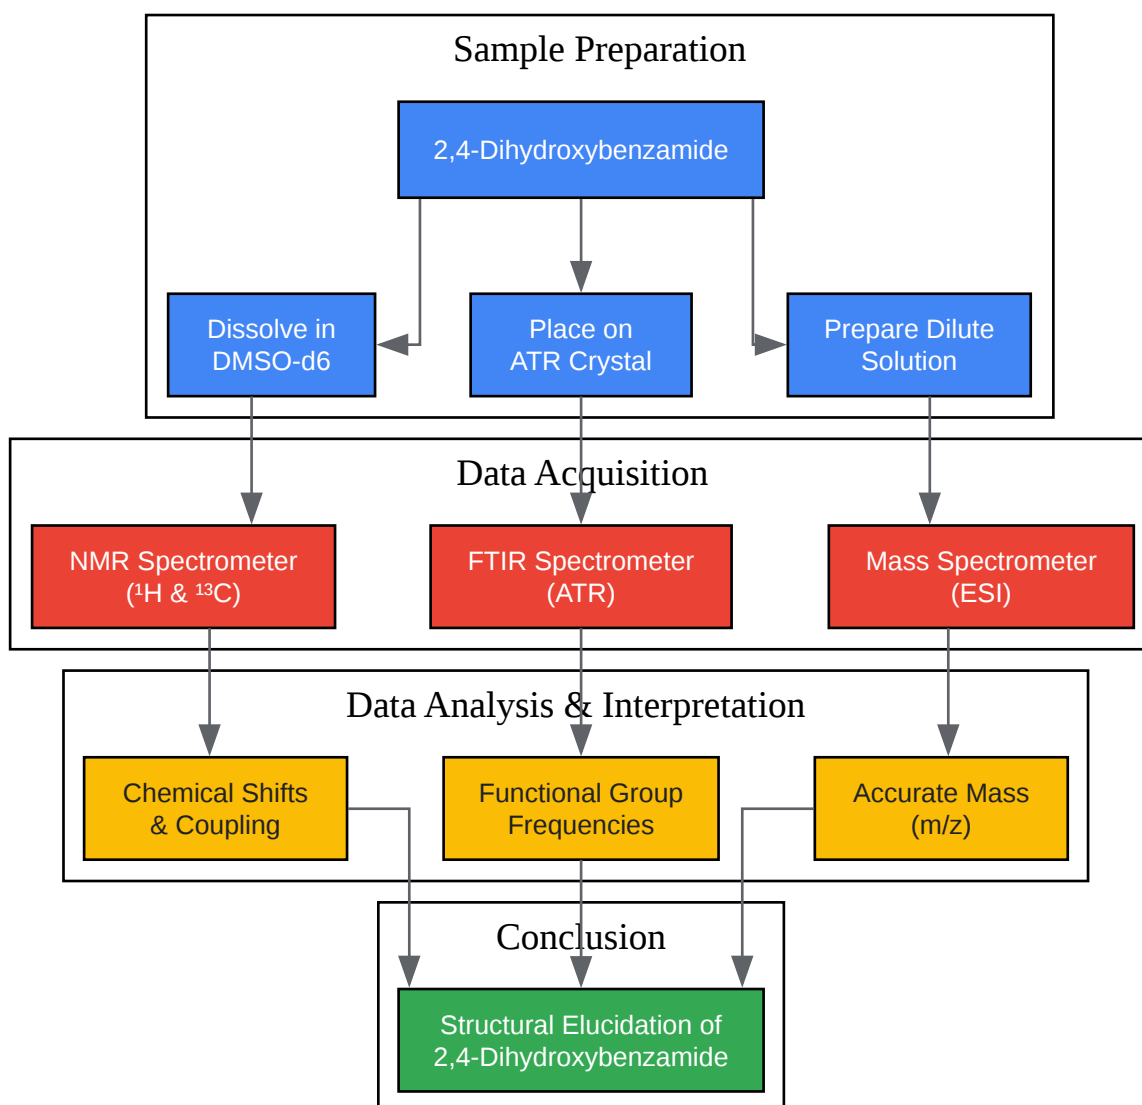 Sample Preparation
2,4-Dihydroxybenzamide
Dissolve in
DMSO-d6
Place on
ATR Crystal
Prepare Dilute
Solution
Data Acquisition
NMR Spectrometer
(¹H & ¹³C)
FTIR Spectrometer
(ATR)
Mass Spectrometer
(ESI)
Data Analysis & Interpretation
Chemical Shifts
& Coupling
Functional Group
Frequencies
Accurate Mass
(m/z)
Conclusion
Structural Elucidation of
2,4-Dihydroxybenzamide